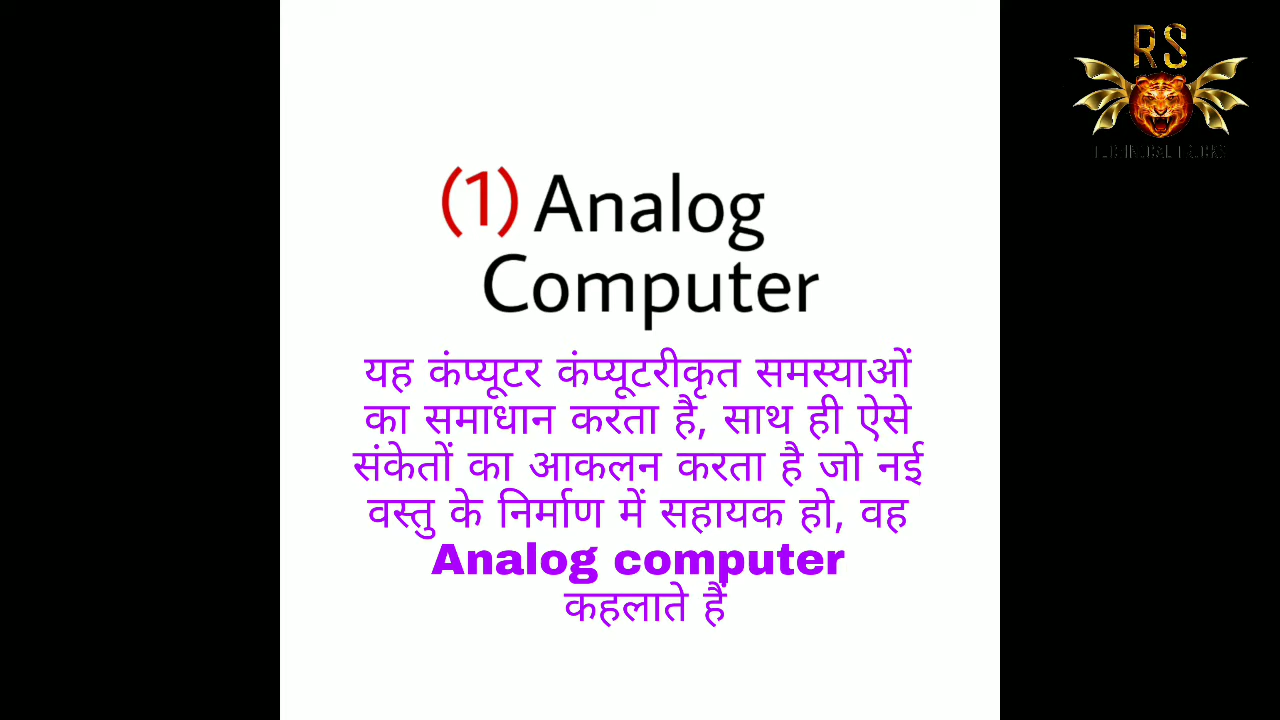 RS
(1) Analog
Computer
यह कंप्यूटर कंप्यूटरीकृत समस्याओं
का समाधान करता है, साथ ही ऐसे
संकेतों का आकलन करता है जो नई
वस्तु के निर्माण में सहायक हो, वह
Analog computer
कहलाते हैं